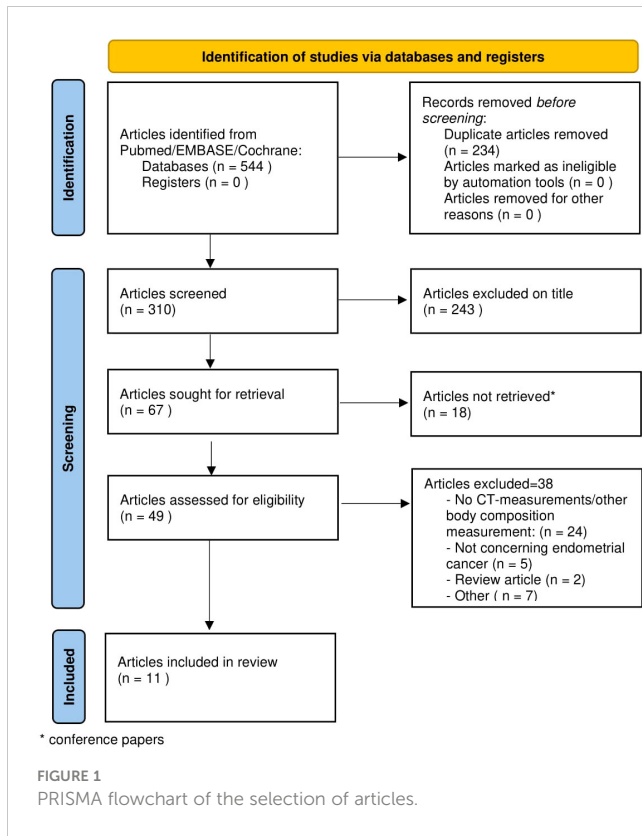 Identification of studies via databases and registers
Identification
Articles identified from
Pubmed/EMBASE/Cochrane:
Databases (n = 544 )
Registers (n = 0 )
Records removed before
screening:
Duplicate articles removed
(n = 234)
Articles marked as ineligible
by automation tools (n = 0 )
Articles removed for other
reasons (n = 0 )
Screening
Articles screened
(n = 310)
Articles excluded on title
(n = 243 )
Articles sought for retrieval
(n = 67 )
Articles not retrieved*
(n = 18)
Articles assessed for eligibility
(n = 49 )
Articles excluded=38
- No CT-measurements/other
body composition
measurement: (n = 24)
- Not concerning endometrial
cancer (n = 5)
- Review article (n = 2)
- Other ( n = 7)
Included
Articles included in review
(n = 11 )
* conference papers
FIGURE 1
PRISMA flowchart of the selection of articles.